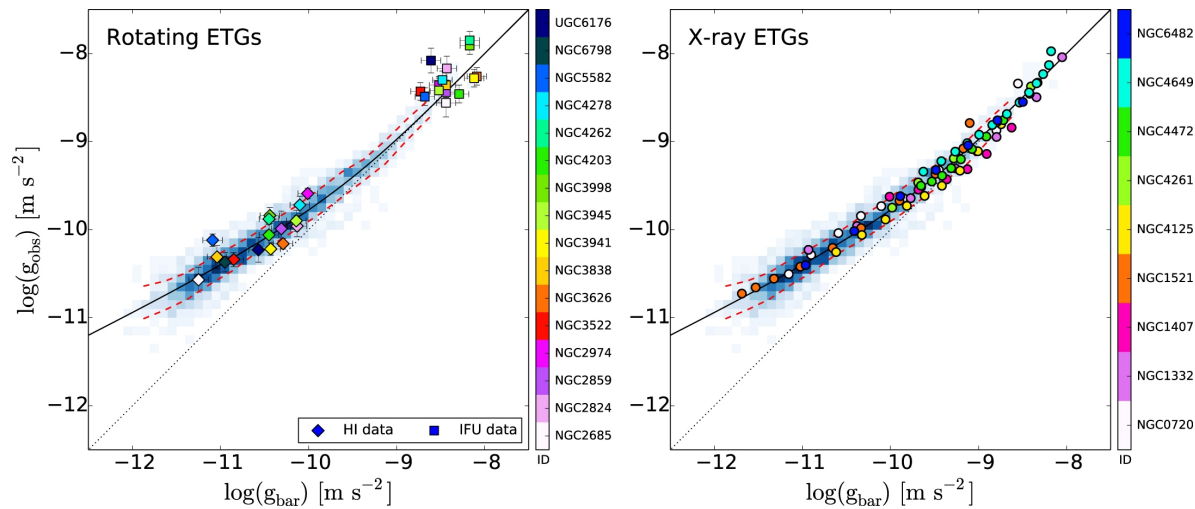 Rotating ETGs
−8
−9
−10
−11
−12
log(g_obs) [m s^−2]
−12 −11 −10 −9 −8
log(g_bar) [m s^−2]
HI data IFU data
UGC6176
NGC6798
NGC5582
NGC4278
NGC4262
NGC4203
NGC3998
NGC3945
NGC3941
NGC3838
NGC3626
NGC3522
NGC2974
NGC2859
NGC2824
NGC2685
ID
X-ray ETGs
−8
−9
−10
−11
−12
log(g_obs) [m s^−2]
−12 −11 −10 −9 −8
log(g_bar) [m s^−2]
NGC6482
NGC4649
NGC4472
NGC4261
NGC4125
NGC1521
NGC1407
NGC1332
NGC0720
ID